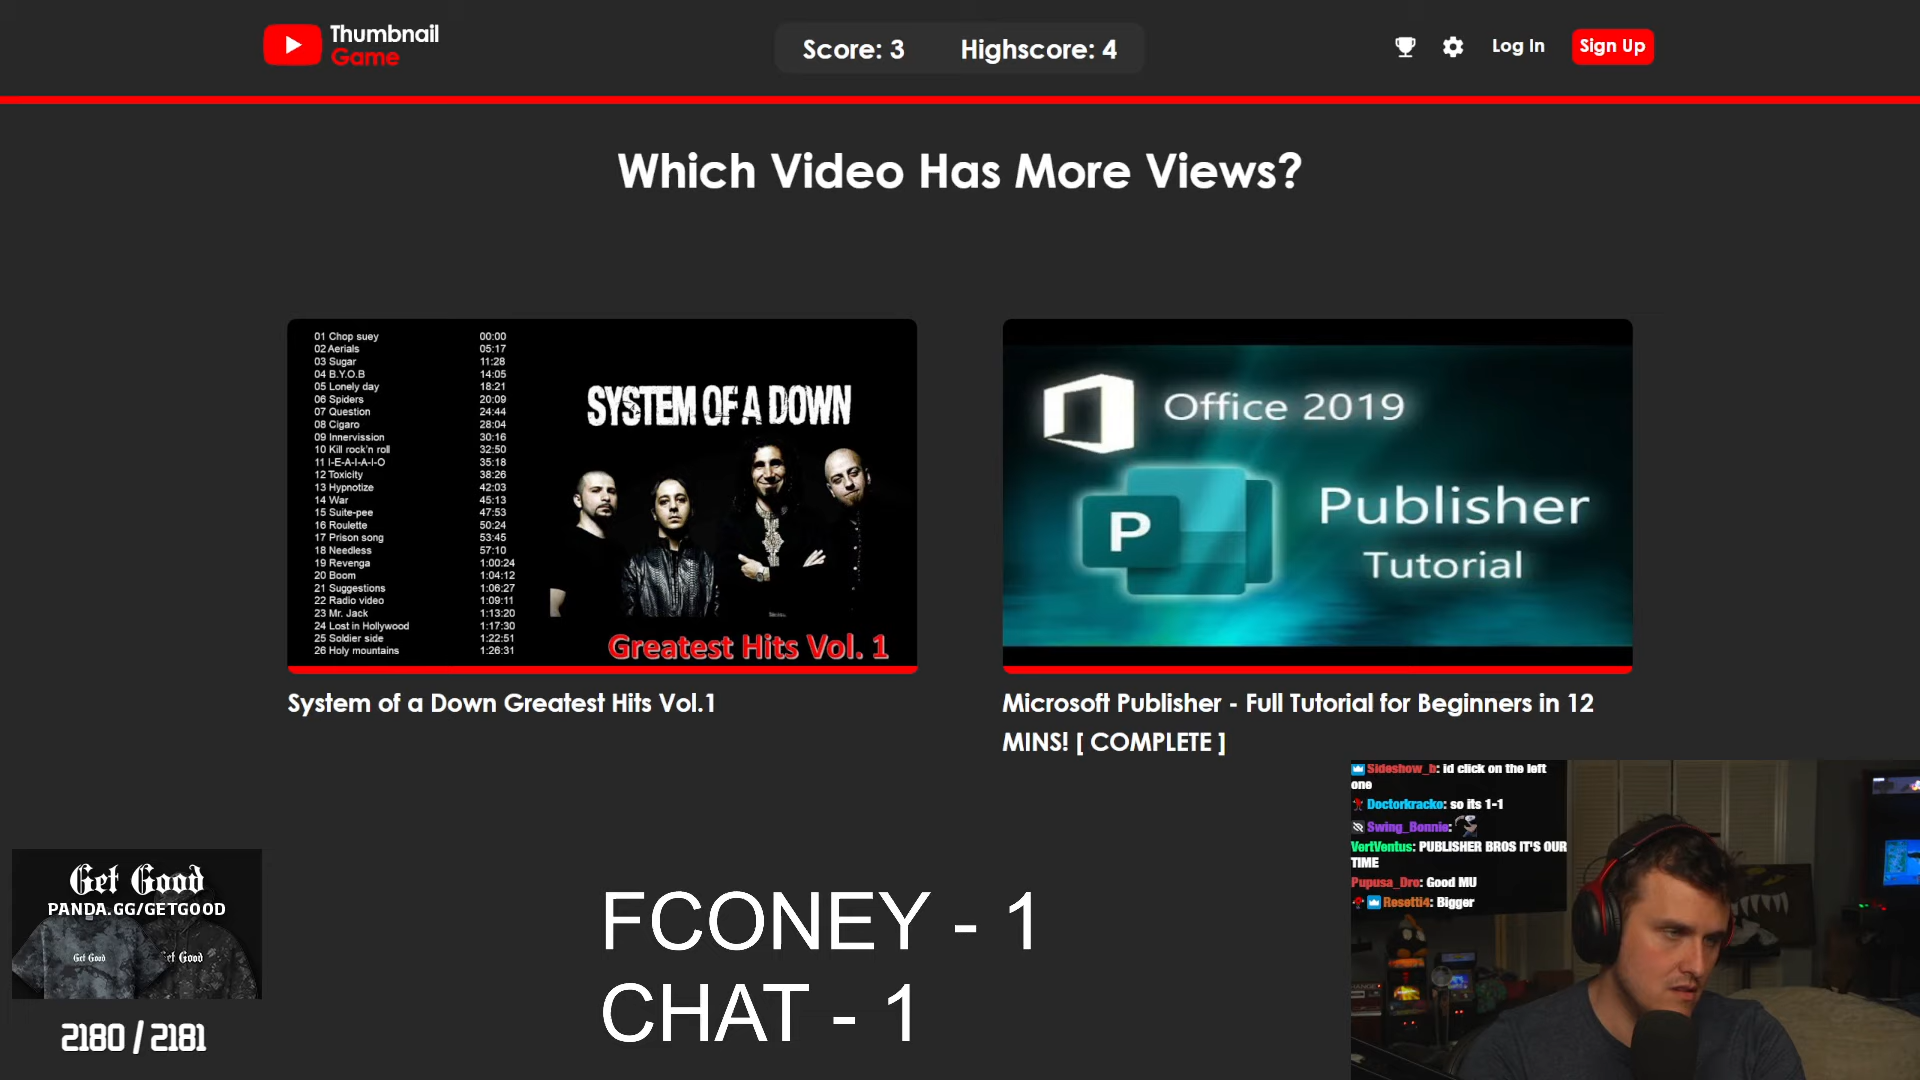 Thumbnail
Game
Score: 3
Highscore: 4
Log In
Sign Up
Which Video Has More Views?
01 Chop suey 00:00
02 Aerials 05:17
03 Sugar 11:28
04 B.Y.O.B 14:05
05 Lonely day 18:21
06 Spiders 20:09
07 Question 24:44
08 Cigaro 28:04
09 Innervission 30:16
10 Kill rock'n roll 32:50
11 I-E-A-I-A-I-O 35:18
12 Toxicity 38:26
13 Hypnotize 42:03
14 War 45:13
15 Suite-pee 47:53
16 Roulette 50:24
17 Prison song 53:45
18 Needless 57:10
19 Revenga 1:00:24
20 Boom 1:04:12
21 Suggestions 1:06:27
22 Radio video 1:09:11
23 Mr. Jack 1:13:20
24 Lost in Hollywood 1:17:30
25 Soldier side 1:22:51
26 Holy mountains 1:26:31
SYSTEM OF A DOWN
Greatest Hits Vol. 1
System of a Down Greatest Hits Vol.1
Office 2019
P
Publisher
Tutorial
Microsoft Publisher - Full Tutorial for Beginners in 12
MINS! [ COMPLETE ]
Sideshow_b: id click on the left
one
Doctorkracko: so its 1-1
Swing_Bonnie:
VertVentus: PUBLISHER BROS IT'S OUR
TIME
Pupusa_Dro: Good MU
Rosotti4: Bigger
Get Good
PANDA.GG/GETGOOD
Get Good
2180 / 2181
FCONEY - 1
CHAT - 1